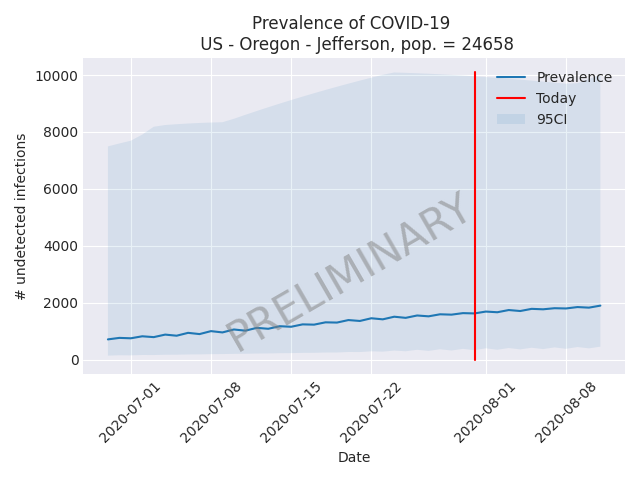 Prevalence of COVID-19
US - Oregon - Jefferson, pop. = 24658
10000
8000
6000
4000
2000
0
# undetected infections
Prevalence
Today
95CI
PRELIMINARY
2020-07-01
2020-07-08
2020-07-15
2020-07-22
2020-08-01
2020-08-08
Date